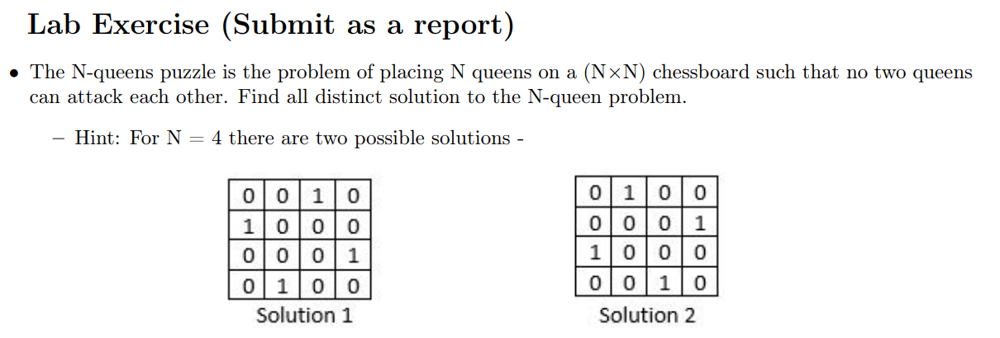 Lab Exercise (Submit as a report)
• The N-queens puzzle is the problem of placing N queens on a (N×N) chessboard such that no two queens
can attack each other. Find all distinct solution to the N-queen problem.
– Hint: For N = 4 there are two possible solutions -
0 0 1 0
1 0 0 0
0 0 0 1
0 1 0 0
Solution 1
0 1 0 0
0 0 0 1
1 0 0 0
0 0 1 0
Solution 2